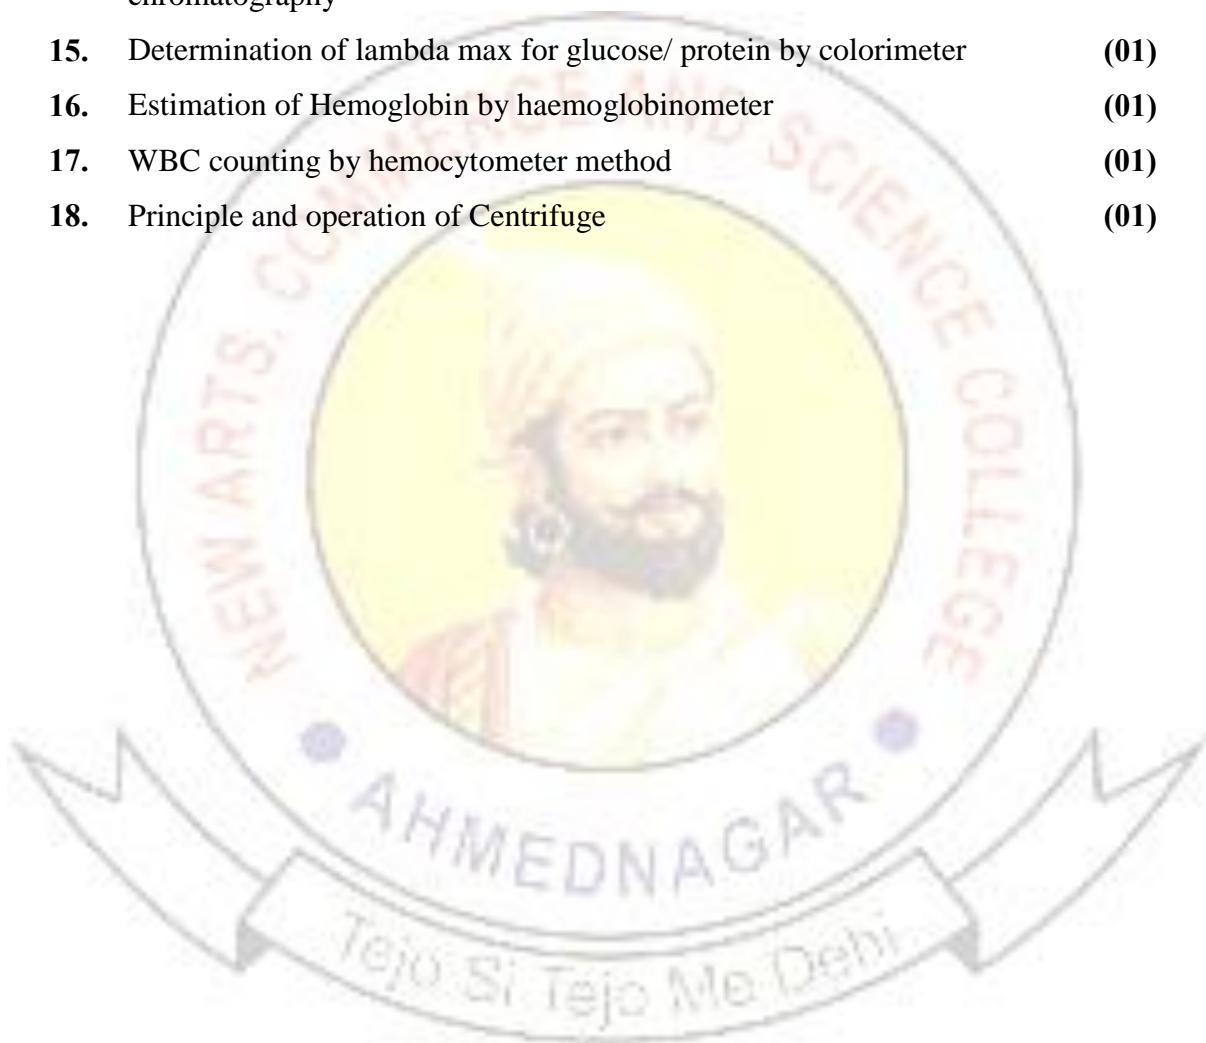 chromatography
15. Determination of lambda max for glucose/ protein by colorimeter (01)
16. Estimation of Hemoglobin by haemoglobinometer (01)
17. WBC counting by hemocytometer method (01)
18. Principle and operation of Centrifuge (01)
NEW ARTS, COMMERCE AND SCIENCE COLLEGE
AHMEDNAGAR
Tejo Si Tejo Me Dehi